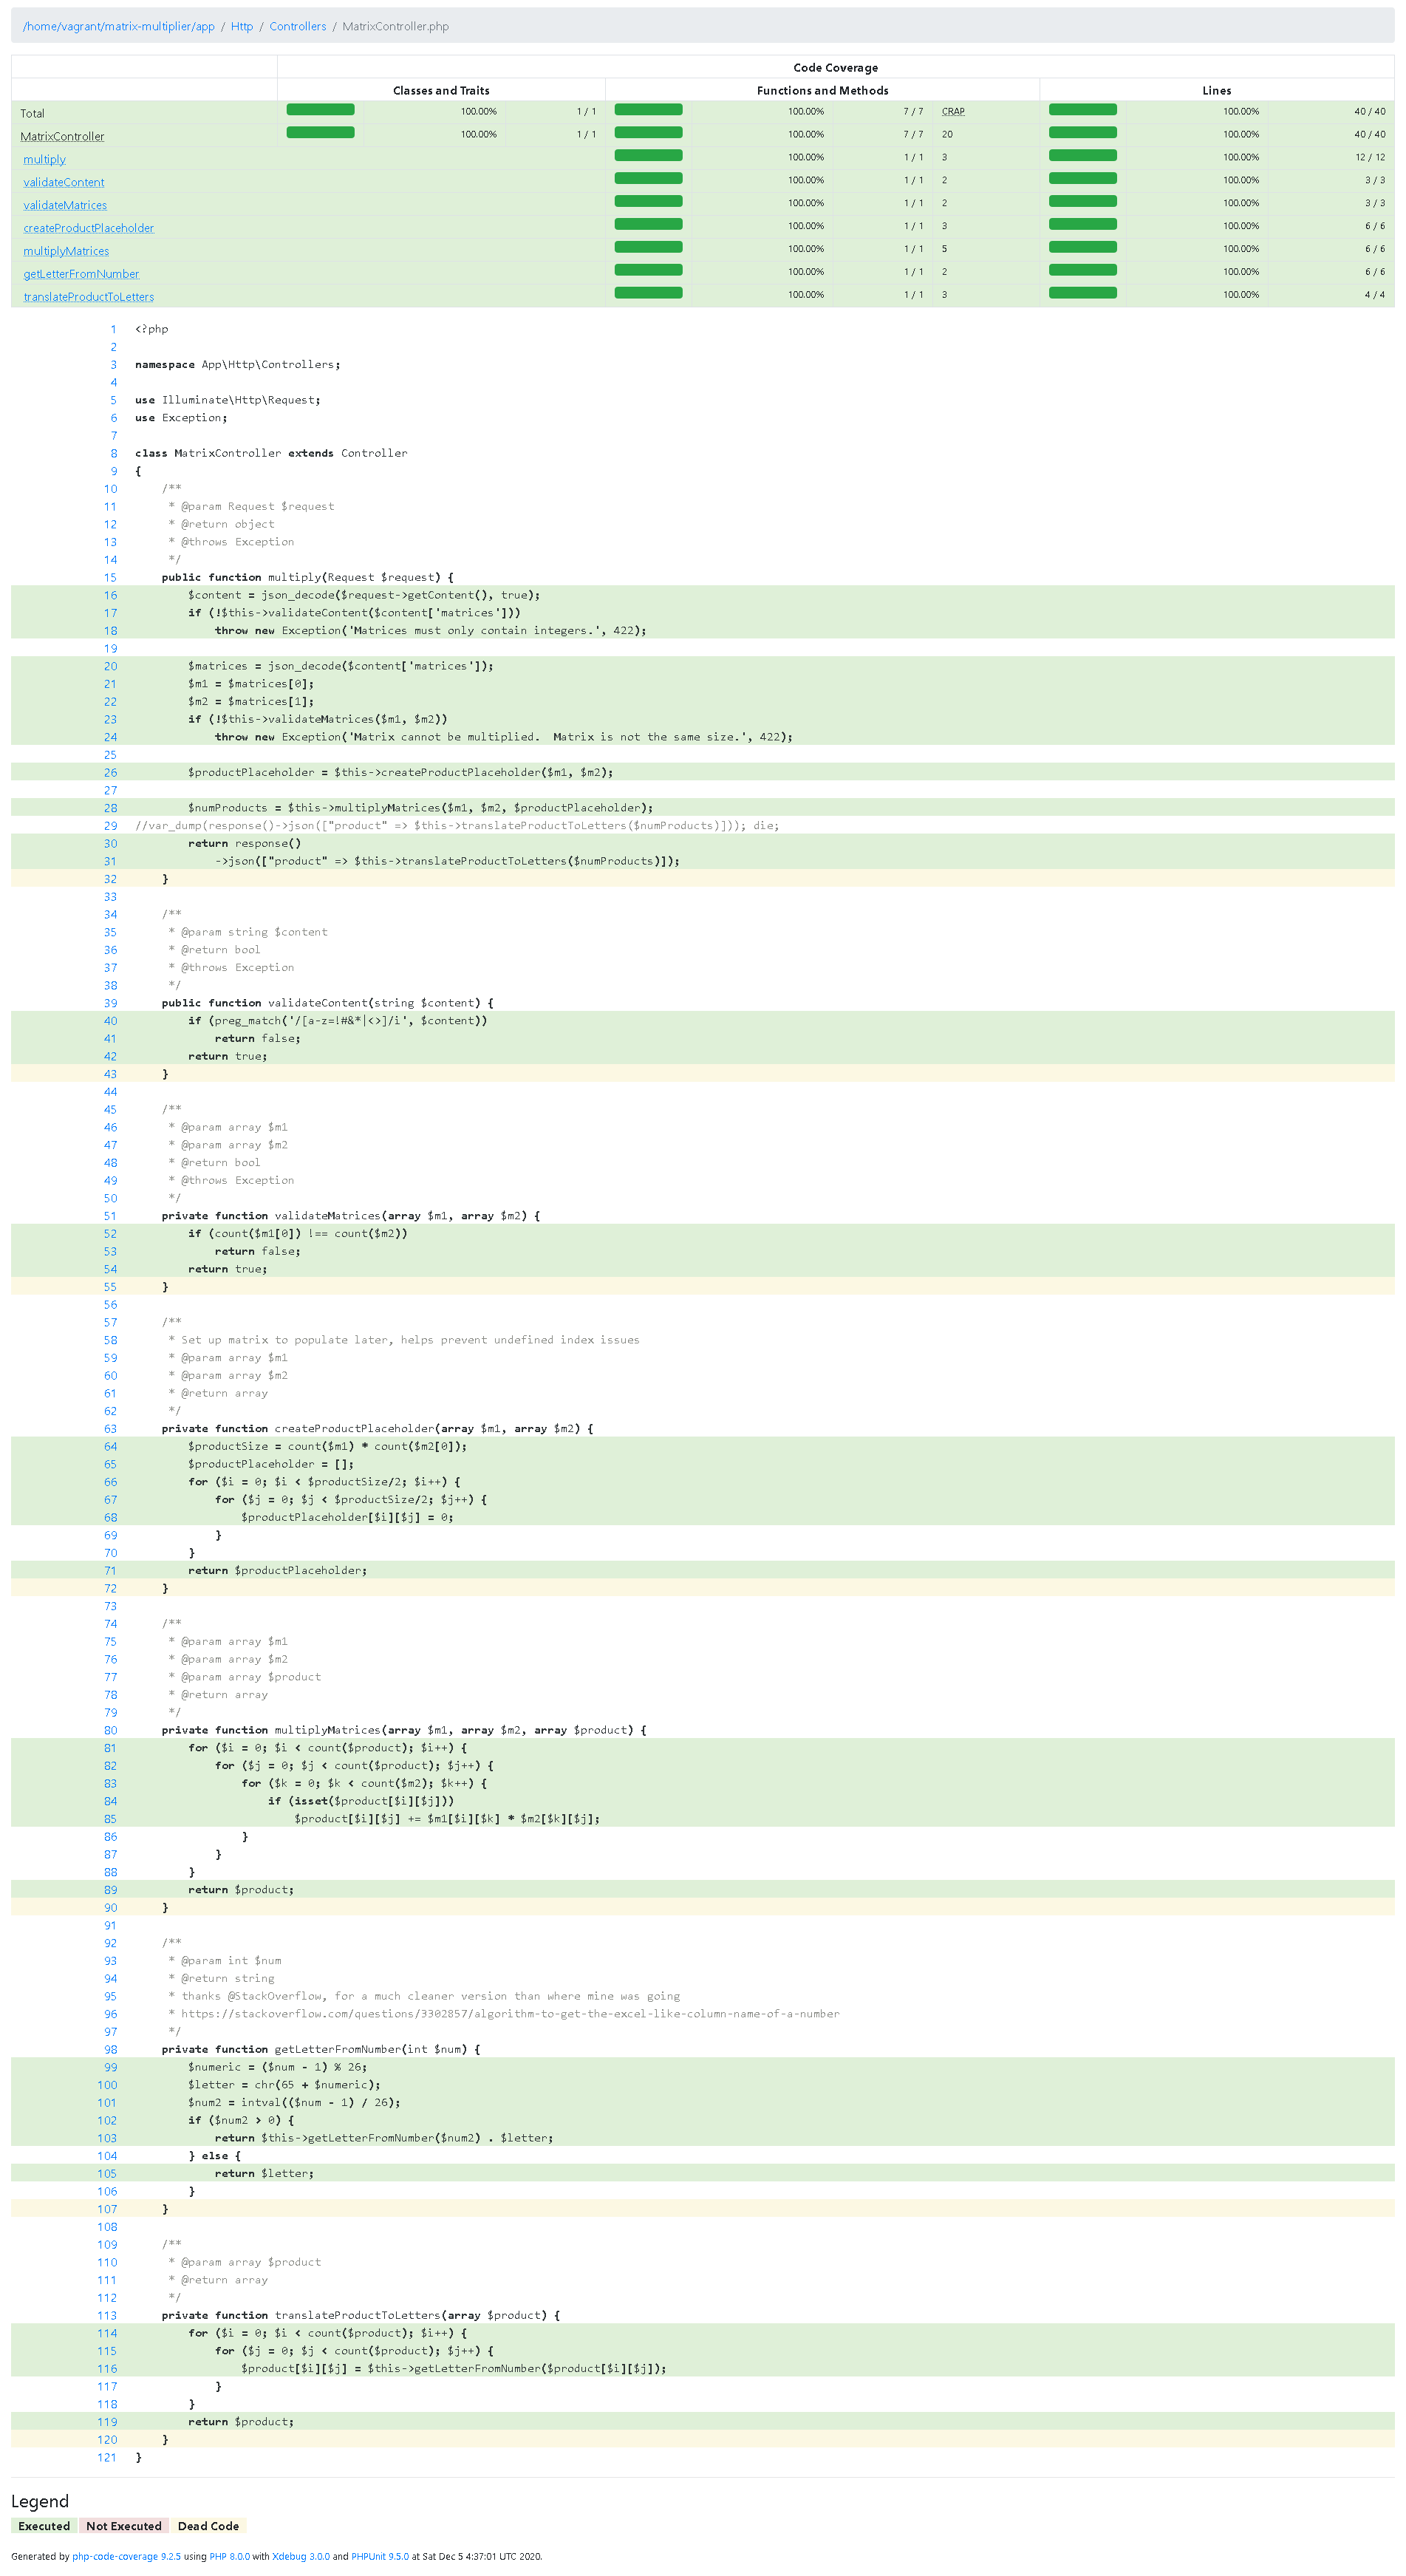 /home/vagrant/matrix-multiplier/app / Http / Controllers / MatrixController.php
Code Coverage
Classes and Traits Functions and Methods Lines
Total 100.00% 1 / 1 100.00% 7 / 7 CRAP 100.00% 40 / 40
MatrixController 100.00% 1 / 1 100.00% 7 / 7 20 100.00% 40 / 40
multiply 100.00% 1 / 1 3 100.00% 12 / 12
validateContent 100.00% 1 / 1 2 100.00% 3 / 3
validateMatrices 100.00% 1 / 1 2 100.00% 3 / 3
createProductPlaceholder 100.00% 1 / 1 3 100.00% 6 / 6
multiplyMatrices 100.00% 1 / 1 5 100.00% 6 / 6
getLetterFromNumber 100.00% 1 / 1 2 100.00% 6 / 6
translateProductToLetters 100.00% 1 / 1 3 100.00% 4 / 4
1 <?php
2
3 namespace App\Http\Controllers;
4
5 use Illuminate\Http\Request;
6 use Exception;
7
8 class MatrixController extends Controller
9 {
10     /**
11      * @param Request $request
12      * @return object
13      * @throws Exception
14      */
15     public function multiply(Request $request) {
16         $content = json_decode($request->getContent(), true);
17         if (!$this->validateContent($content['matrices']))
18             throw new Exception('Matrices must only contain integers.', 422);
19
20         $matrices = json_decode($content['matrices']);
21         $m1 = $matrices[0];
22         $m2 = $matrices[1];
23         if (!$this->validateMatrices($m1, $m2))
24             throw new Exception('Matrix cannot be multiplied.  Matrix is not the same size.', 422);
25
26         $productPlaceholder = $this->createProductPlaceholder($m1, $m2);
27
28         $numProducts = $this->multiplyMatrices($m1, $m2, $productPlaceholder);
29 //var_dump(response()->json(["product" => $this->translateProductToLetters($numProducts)])); die;
30         return response()
31             ->json(["product" => $this->translateProductToLetters($numProducts)]);
32     }
33
34     /**
35      * @param string $content
36      * @return bool
37      * @throws Exception
38      */
39     public function validateContent(string $content) {
40         if (preg_match('/[a-z=!#&*|<>]/i', $content))
41             return false;
42         return true;
43     }
44
45     /**
46      * @param array $m1
47      * @param array $m2
48      * @return bool
49      * @throws Exception
50      */
51     private function validateMatrices(array $m1, array $m2) {
52         if (count($m1[0]) !== count($m2))
53             return false;
54         return true;
55     }
56
57     /**
58      * Set up matrix to populate later, helps prevent undefined index issues
59      * @param array $m1
60      * @param array $m2
61      * @return array
62      */
63     private function createProductPlaceholder(array $m1, array $m2) {
64         $productSize = count($m1) * count($m2[0]);
65         $productPlaceholder = [];
66         for ($i = 0; $i < $productSize/2; $i++) {
67             for ($j = 0; $j < $productSize/2; $j++) {
68                 $productPlaceholder[$i][$j] = 0;
69             }
70         }
71         return $productPlaceholder;
72     }
73
74     /**
75      * @param array $m1
76      * @param array $m2
77      * @param array $product
78      * @return array
79      */
80     private function multiplyMatrices(array $m1, array $m2, array $product) {
81         for ($i = 0; $i < count($product); $i++) {
82             for ($j = 0; $j < count($product); $j++) {
83                 for ($k = 0; $k < count($m2); $k++) {
84                     if (isset($product[$i][$j]))
85                         $product[$i][$j] += $m1[$i][$k] * $m2[$k][$j];
86                 }
87             }
88         }
89         return $product;
90     }
91
92     /**
93      * @param int $num
94      * @return string
95      * thanks @StackOverflow, for a much cleaner version than where mine was going
96      * https://stackoverflow.com/questions/3302857/algorithm-to-get-the-excel-like-column-name-of-a-number
97      */
98     private function getLetterFromNumber(int $num) {
99         $numeric = ($num - 1) % 26;
100         $letter = chr(65 + $numeric);
101         $num2 = intval(($num - 1) / 26);
102         if ($num2 > 0) {
103             return $this->getLetterFromNumber($num2) . $letter;
104         } else {
105             return $letter;
106         }
107     }
108
109     /**
110      * @param array $product
111      * @return array
112      */
113     private function translateProductToLetters(array $product) {
114         for ($i = 0; $i < count($product); $i++) {
115             for ($j = 0; $j < count($product); $j++) {
116                 $product[$i][$j] = $this->getLetterFromNumber($product[$i][$j]);
117             }
118         }
119         return $product;
120     }
121 }
Legend
Executed Not Executed Dead Code
Generated by php-code-coverage 9.2.5 using PHP 8.0.0 with Xdebug 3.0.0 and PHPUnit 9.5.0 at Sat Dec 5 4:37:01 UTC 2020.